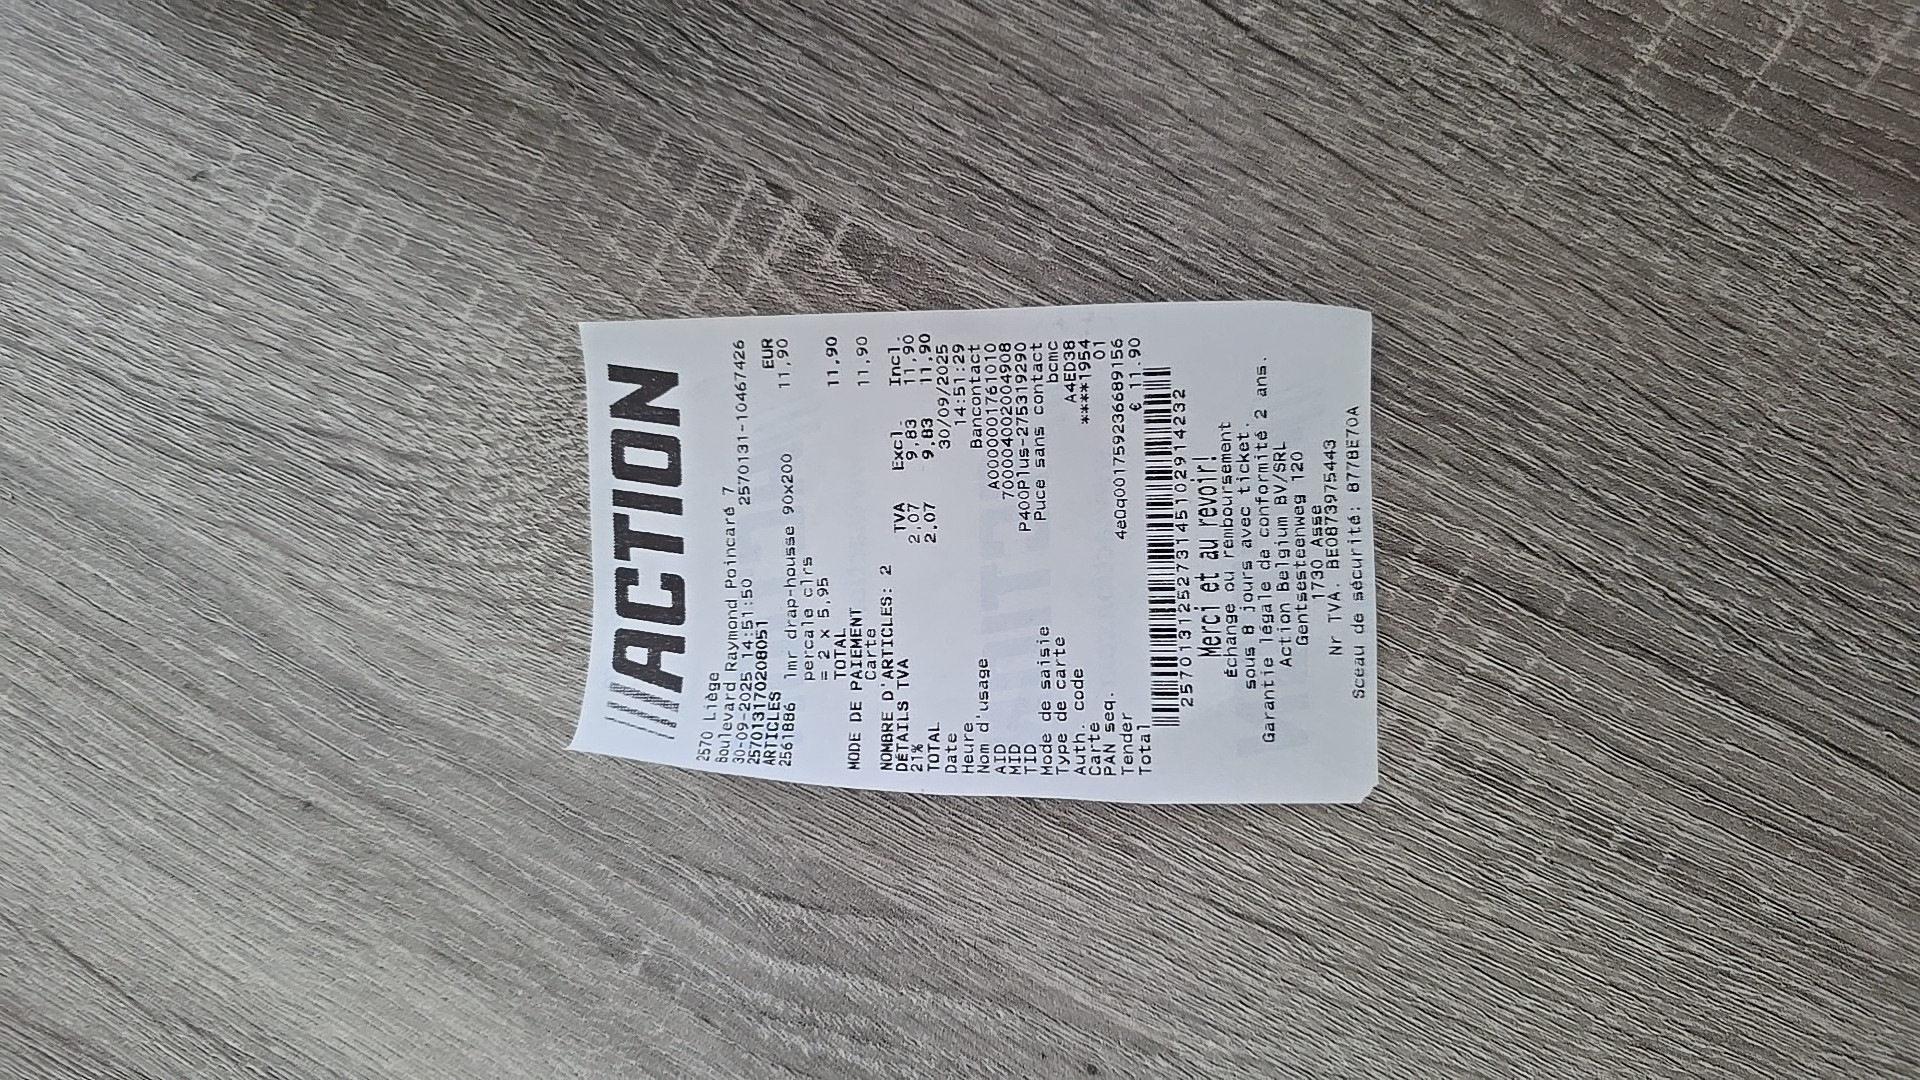 ACTION
2570 Liège
Boulevard Raymond Poincaré 7
30-09-2025 14:51:50 2570131-10467426
2570131170208051
ARTICLES EUR
2561886 1mr drap-housse 90x200 11,90
percale clrs
= 2 x 5,95
TOTAL 11,90
MODE DE PAIEMENT
Carte 11,90
NOMBRE D'ARTICLES: 2
DÉTAILS TVA TVA Excl. Incl.
21% 2,07 9,83 11,90
TOTAL 2,07 9,83 11,90
Date 30/09/2025
Heure 14:51:29
Nom d'usage Bancontact
AID A0000001761010
MID 70004002004908
TID P400Plus-275319290
Mode de saisie Puce sans contact
Type de carte bcmc
Auth. code A4ED38
Carte ****1954
PAN seq. 01
Tender 4e0q001759236689156
Total € 11.90
257013125273145102914232
Merci et au revoir!
Échange ou remboursement
sous 8 jours avec ticket.
Garantie légale de conformité 2 ans.
Action Belgium BV/SRL
Gentsesteenweg 120
1730 Asse
Nr TVA. BE0873975443
Sceau de sécurité: 8778E70A